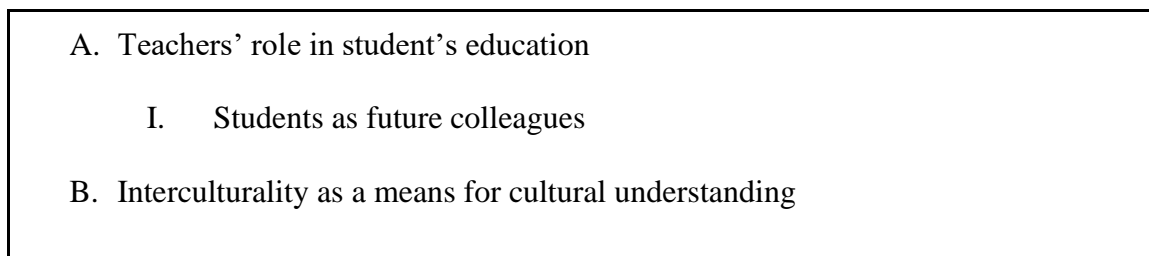 A. Teachers’ role in student’s education
I. Students as future colleagues
B. Interculturality as a means for cultural understanding